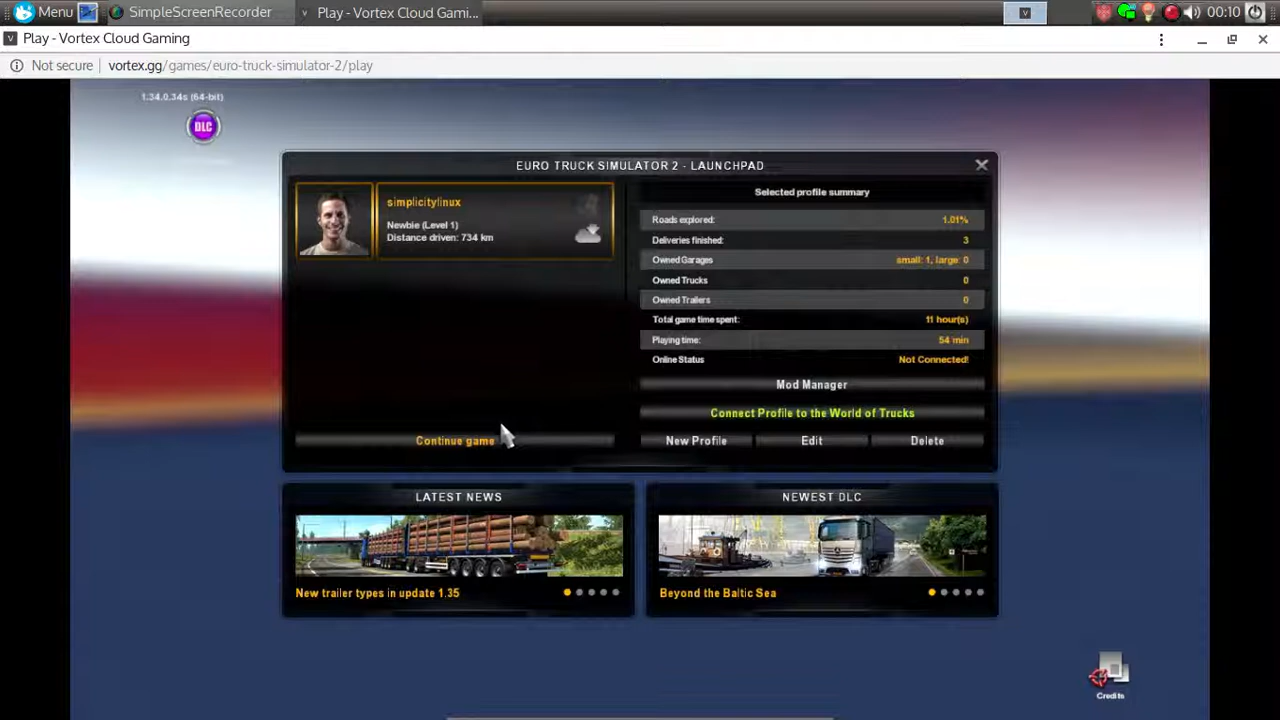 Menu
SimpleScreenRecorder
v Play - Vortex Cloud Gami...
V
00:10
V Play - Vortex Cloud Gaming
Not secure | vortex.gg/games/euro-truck-simulator-2/play
1.34.0.34s (64-bit)
DLC
EURO TRUCK SIMULATOR 2 - LAUNCHPAD
simplicitylinux
Newbie (Level 1)
Distance driven: 734 km
Selected profile summary
Roads explored: 1.01%
Deliveries finished: 3
Owned Garages small: 1, large: 0
Owned Trucks 0
Owned Trailers 0
Total game time spent: 11 hour(s)
Playing time: 54 min
Online Status Not Connected!
Mod Manager
Connect Profile to the World of Trucks
Continue game
New Profile Edit Delete
LATEST NEWS
New trailer types in update 1.35
NEWEST DLC
Beyond the Baltic Sea
Credits